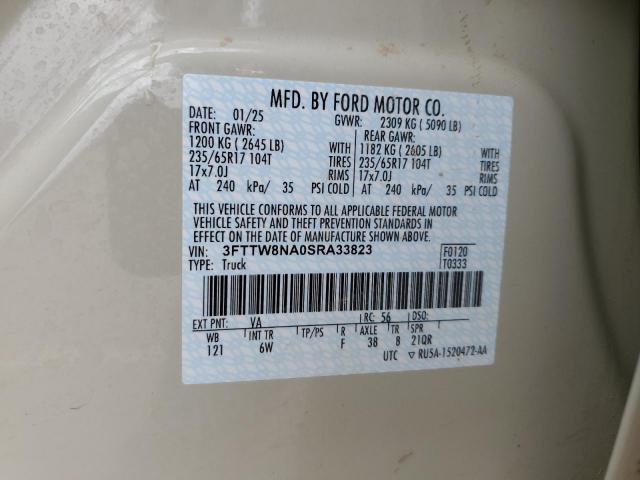 MFD. BY FORD MOTOR CO.
DATE: 01/25 GVWR: 2309 KG ( 5090 LB)
FRONT GAWR: REAR GAWR:
1200 KG ( 2645 LB) WITH 1182 KG ( 2605 LB) WITH
235/65R17 104T TIRES 235/65R17 104T TIRES
17x7.0J RIMS 17x7.0J RIMS
AT 240 kPa/ 35 PSI COLD AT 240 kPa/ 35 PSI COLD
THIS VEHICLE CONFORMS TO ALL APPLICABLE FEDERAL MOTOR
VEHICLE SAFETY AND THEFT PREVENTION STANDARDS IN
EFFECT ON THE DATE OF MANUFACTURE SHOWN ABOVE.
VIN: 3FTTW8NA0SRA33823 F0120
TYPE: Truck T0333
EXT PNT: VA RC: 56 DSO:
WB INT TR TP/PS R AXLE TR SPR
121 6W F 38 8 21QR
UTC ▽ RU5A-1520472-AA